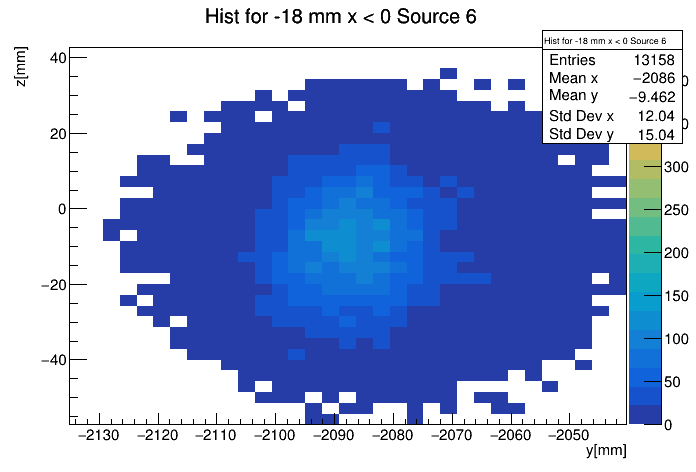 Hist for -18 mm x < 0 Source 6
z[mm]
40
20
0
−20
−40
−2130 −2120 −2110 −2100 −2090 −2080 −2070 −2060 −2050
y[mm]
Hist for -18 mm x < 0 Source 6
Entries 13158
Mean x −2086
Mean y −9.462
Std Dev x 12.04
Std Dev y 15.04
300
250
200
150
100
50
0